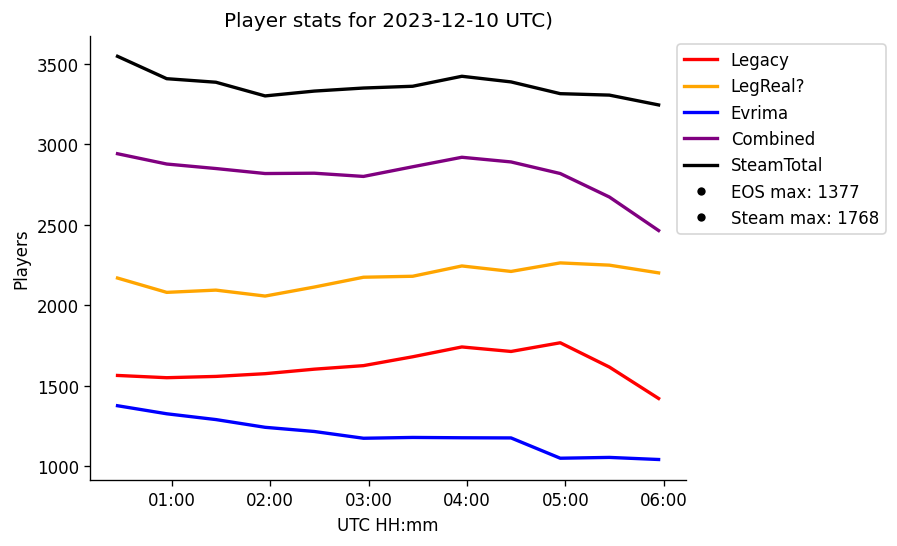 Player stats for 2023-12-10 UTC)
Players
3500
3000
2500
2000
1500
1000
01:00
02:00
03:00
04:00
05:00
06:00
UTC HH:mm
Legacy
LegReal?
Evrima
Combined
SteamTotal
EOS max: 1377
Steam max: 1768